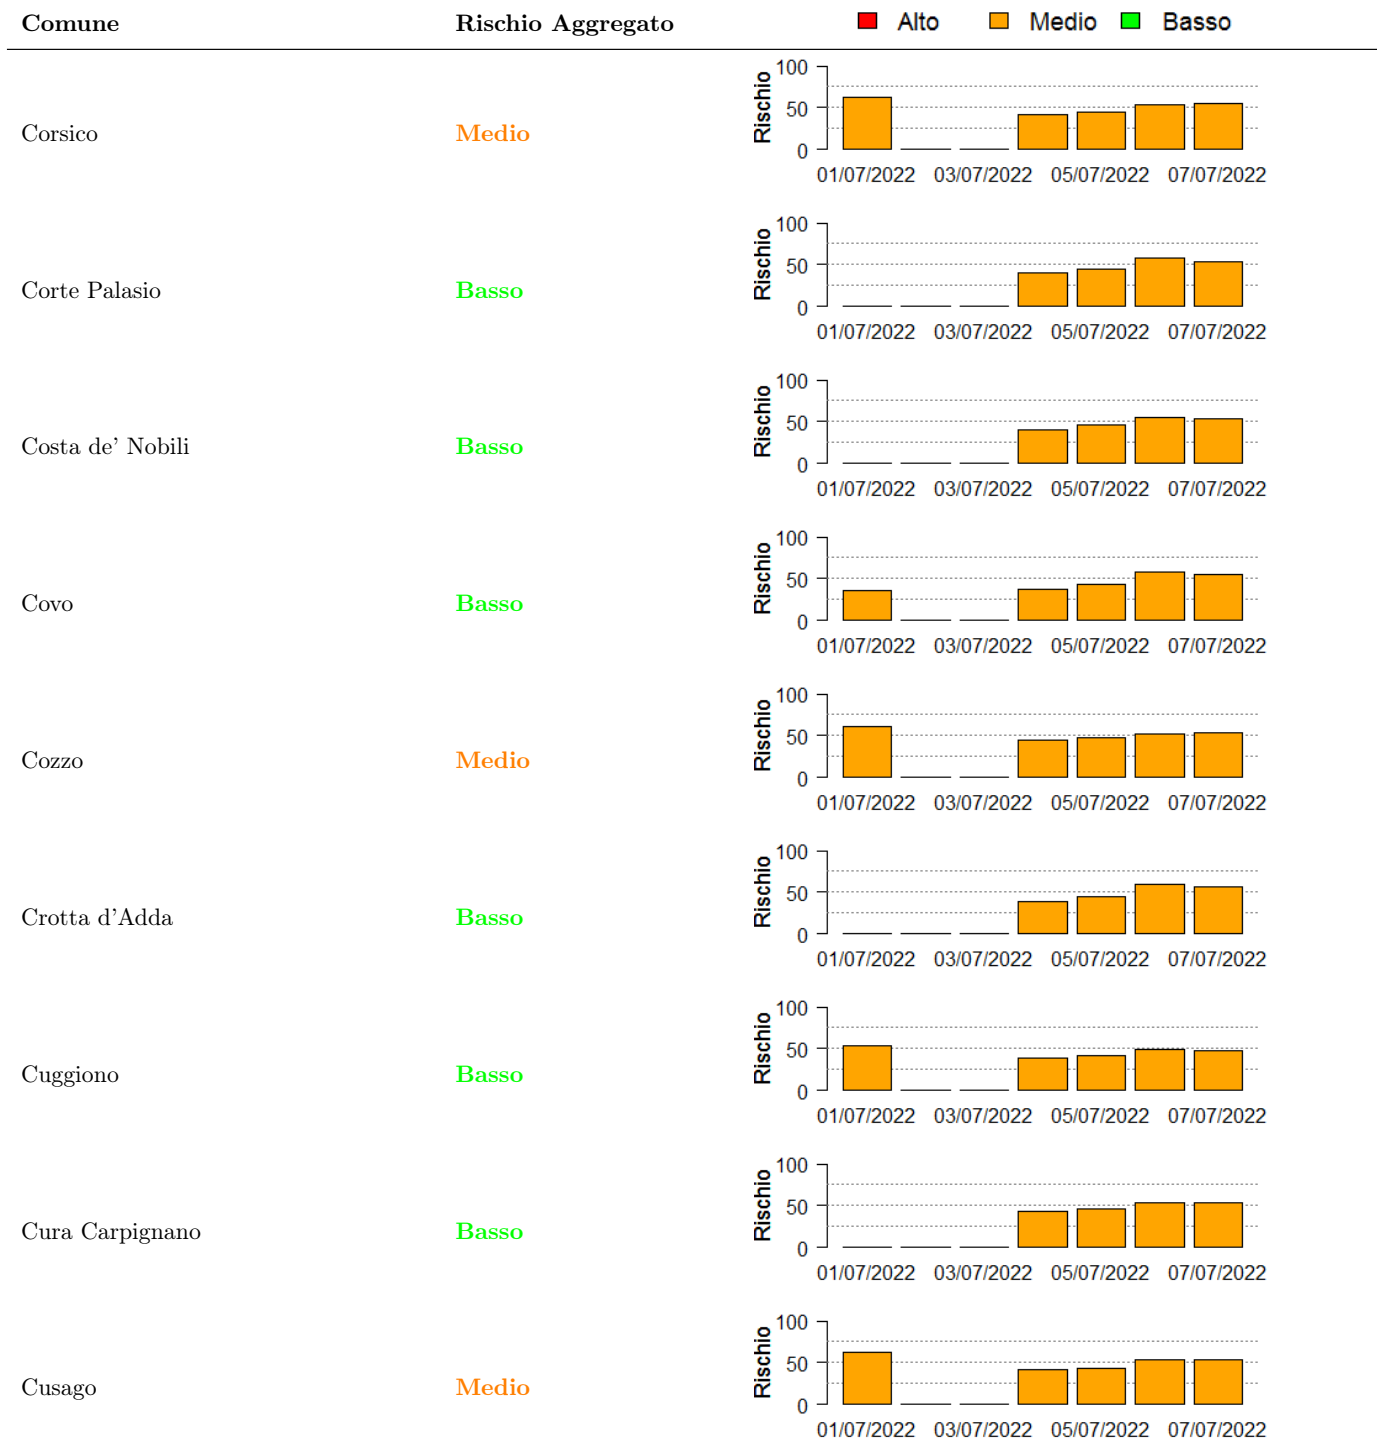 Comune Rischio Aggregato Alto Medio Basso
Corsico Medio Rischio 100 50 0
01/07/2022 03/07/2022 05/07/2022 07/07/2022
Corte Palasio Basso Rischio 100 50 0
01/07/2022 03/07/2022 05/07/2022 07/07/2022
Costa de’ Nobili Basso Rischio 100 50 0
01/07/2022 03/07/2022 05/07/2022 07/07/2022
Covo Basso Rischio 100 50 0
01/07/2022 03/07/2022 05/07/2022 07/07/2022
Cozzo Medio Rischio 100 50 0
01/07/2022 03/07/2022 05/07/2022 07/07/2022
Crotta d’Adda Basso Rischio 100 50 0
01/07/2022 03/07/2022 05/07/2022 07/07/2022
Cuggiono Basso Rischio 100 50 0
01/07/2022 03/07/2022 05/07/2022 07/07/2022
Cura Carpignano Basso Rischio 100 50 0
01/07/2022 03/07/2022 05/07/2022 07/07/2022
Cusago Medio Rischio 100 50 0
01/07/2022 03/07/2022 05/07/2022 07/07/2022